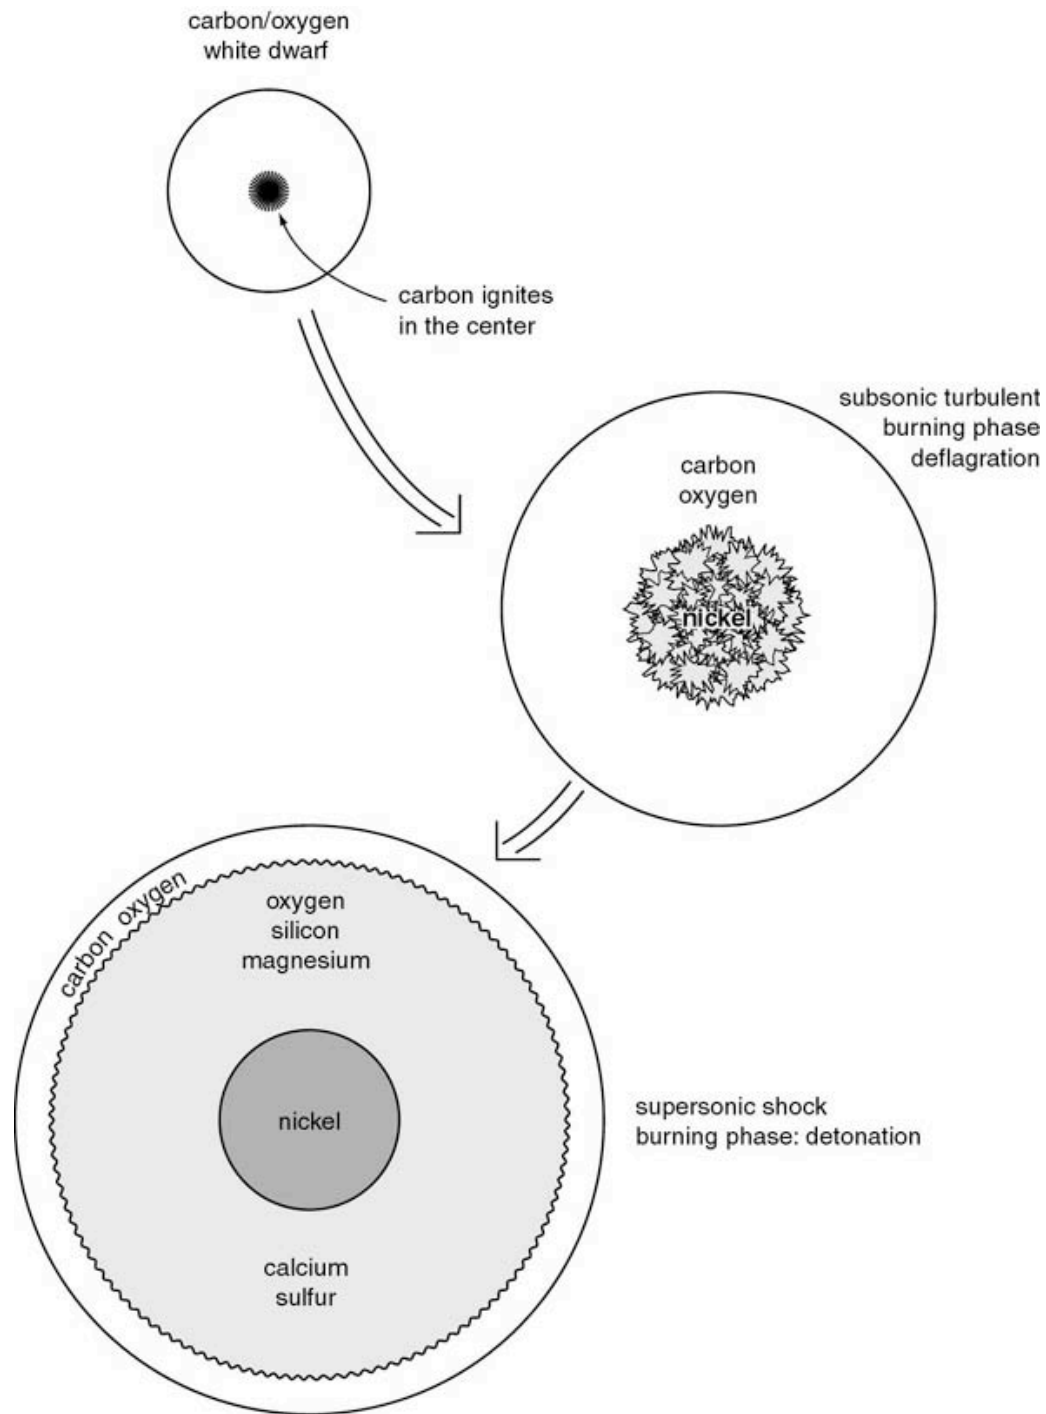 carbon/oxygen
white dwarf
carbon ignites
in the center
subsonic turbulent
burning phase
deflagration
carbon
oxygen
nickel
carbon oxygen
oxygen
silicon
magnesium
nickel
supersonic shock
burning phase: detonation
calcium
sulfur